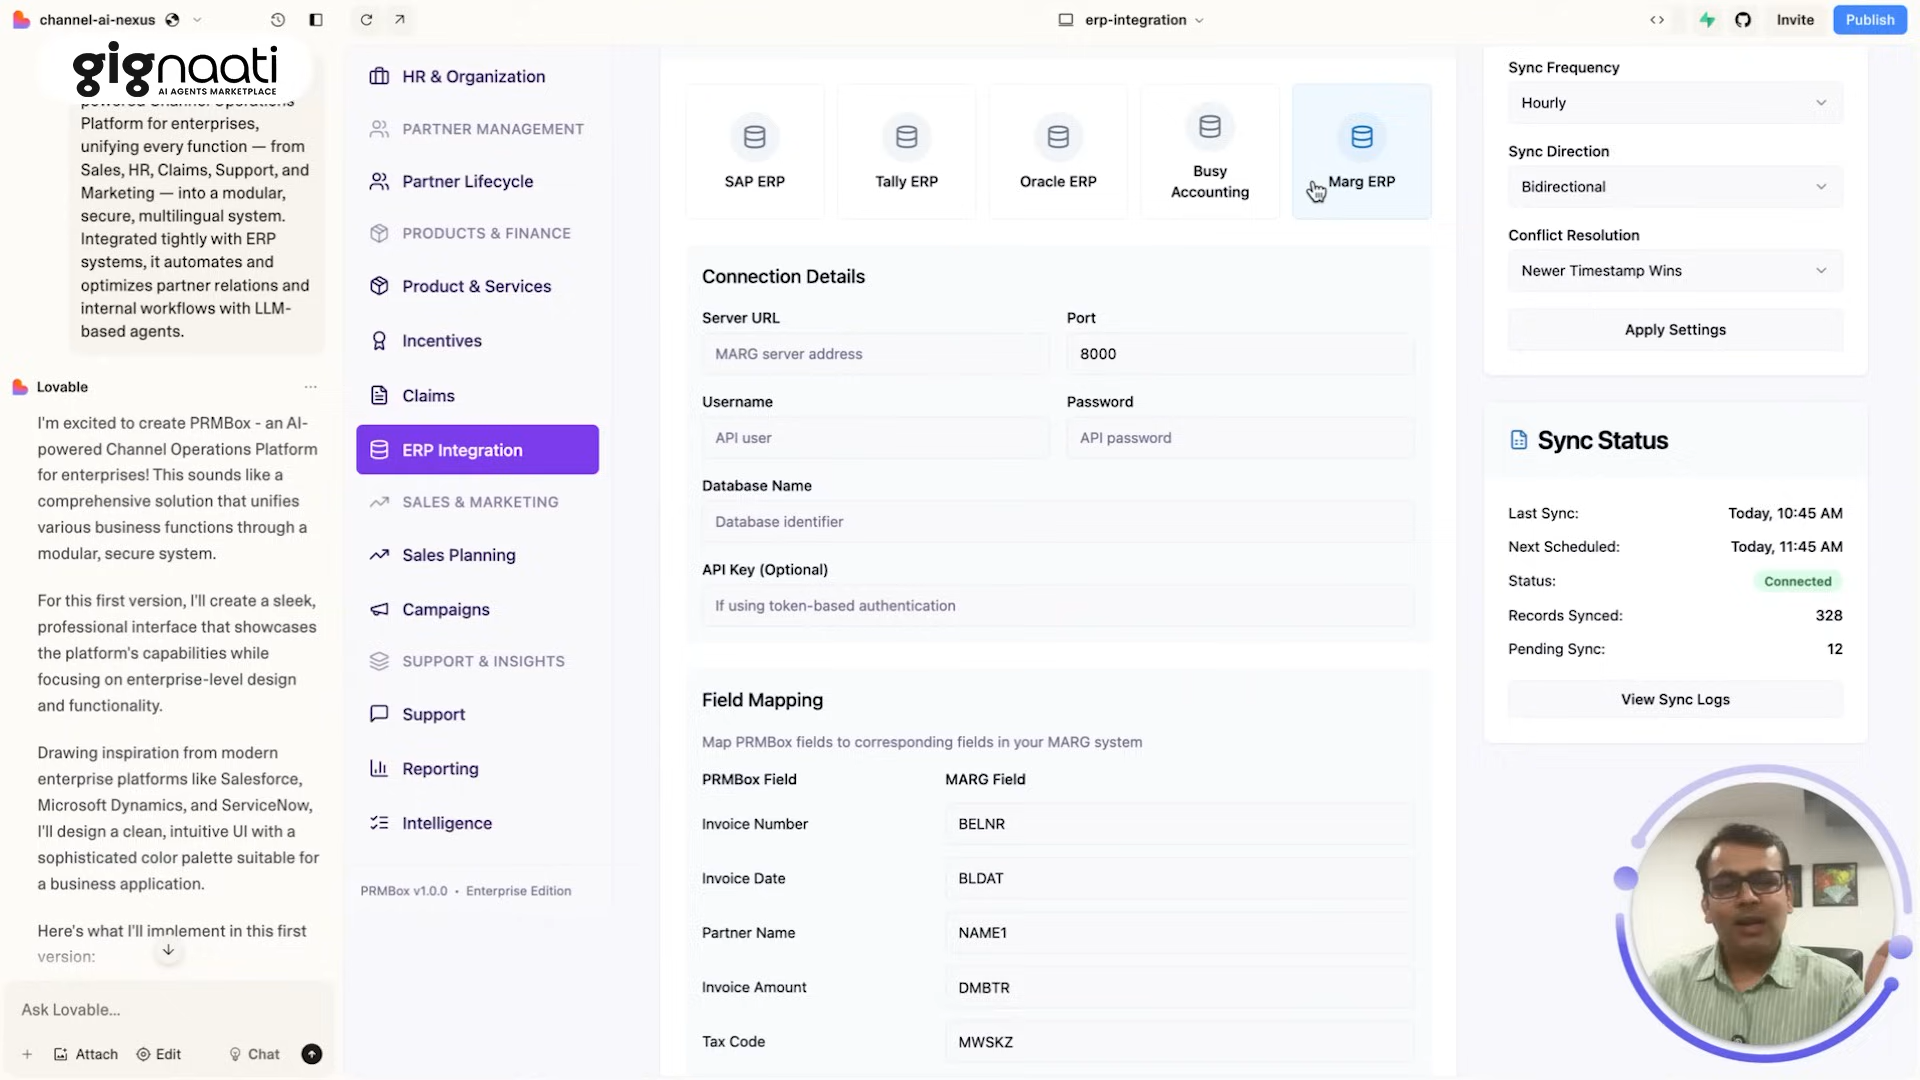 channel-ai-nexus
erp-integration
Invite
Publish
gignaati
AI AGENTS MARKETPLACE
powered Channel Operations
Platform for enterprises,
unifying every function — from
Sales, HR, Claims, Support, and
Marketing — into a modular,
secure, multilingual system.
Integrated tightly with ERP
systems, it automates and
optimizes partner relations and
internal workflows with LLM-
based agents.
Lovable
I'm excited to create PRMBox - an AI-
powered Channel Operations Platform
for enterprises! This sounds like a
comprehensive solution that unifies
various business functions through a
modular, secure system.
For this first version, I'll create a sleek,
professional interface that showcases
the platform's capabilities while
focusing on enterprise-level design
and functionality.
Drawing inspiration from modern
enterprise platforms like Salesforce,
Microsoft Dynamics, and ServiceNow,
I'll design a clean, intuitive UI with a
sophisticated color palette suitable for
a business application.
Here's what I'll implement in this first
version:
Ask Lovable...
Attach
Edit
Chat
HR & Organization
PARTNER MANAGEMENT
Partner Lifecycle
PRODUCTS & FINANCE
Product & Services
Incentives
Claims
ERP Integration
SALES & MARKETING
Sales Planning
Campaigns
SUPPORT & INSIGHTS
Support
Reporting
Intelligence
PRMBox v1.0.0 • Enterprise Edition
SAP ERP
Tally ERP
Oracle ERP
Busy
Accounting
Marg ERP
Connection Details
Server URL
Port
MARG server address
8000
Username
Password
API user
API password
Database Name
Database identifier
API Key (Optional)
If using token-based authentication
Field Mapping
Map PRMBox fields to corresponding fields in your MARG system
PRMBox Field
MARG Field
Invoice Number
BELNR
Invoice Date
BLDAT
Partner Name
NAME1
Invoice Amount
DMBTR
Tax Code
MWSKZ
Sync Frequency
Hourly
Sync Direction
Bidirectional
Conflict Resolution
Newer Timestamp Wins
Apply Settings
Sync Status
Last Sync:
Today, 10:45 AM
Next Scheduled:
Today, 11:45 AM
Status:
Connected
Records Synced:
328
Pending Sync:
12
View Sync Logs